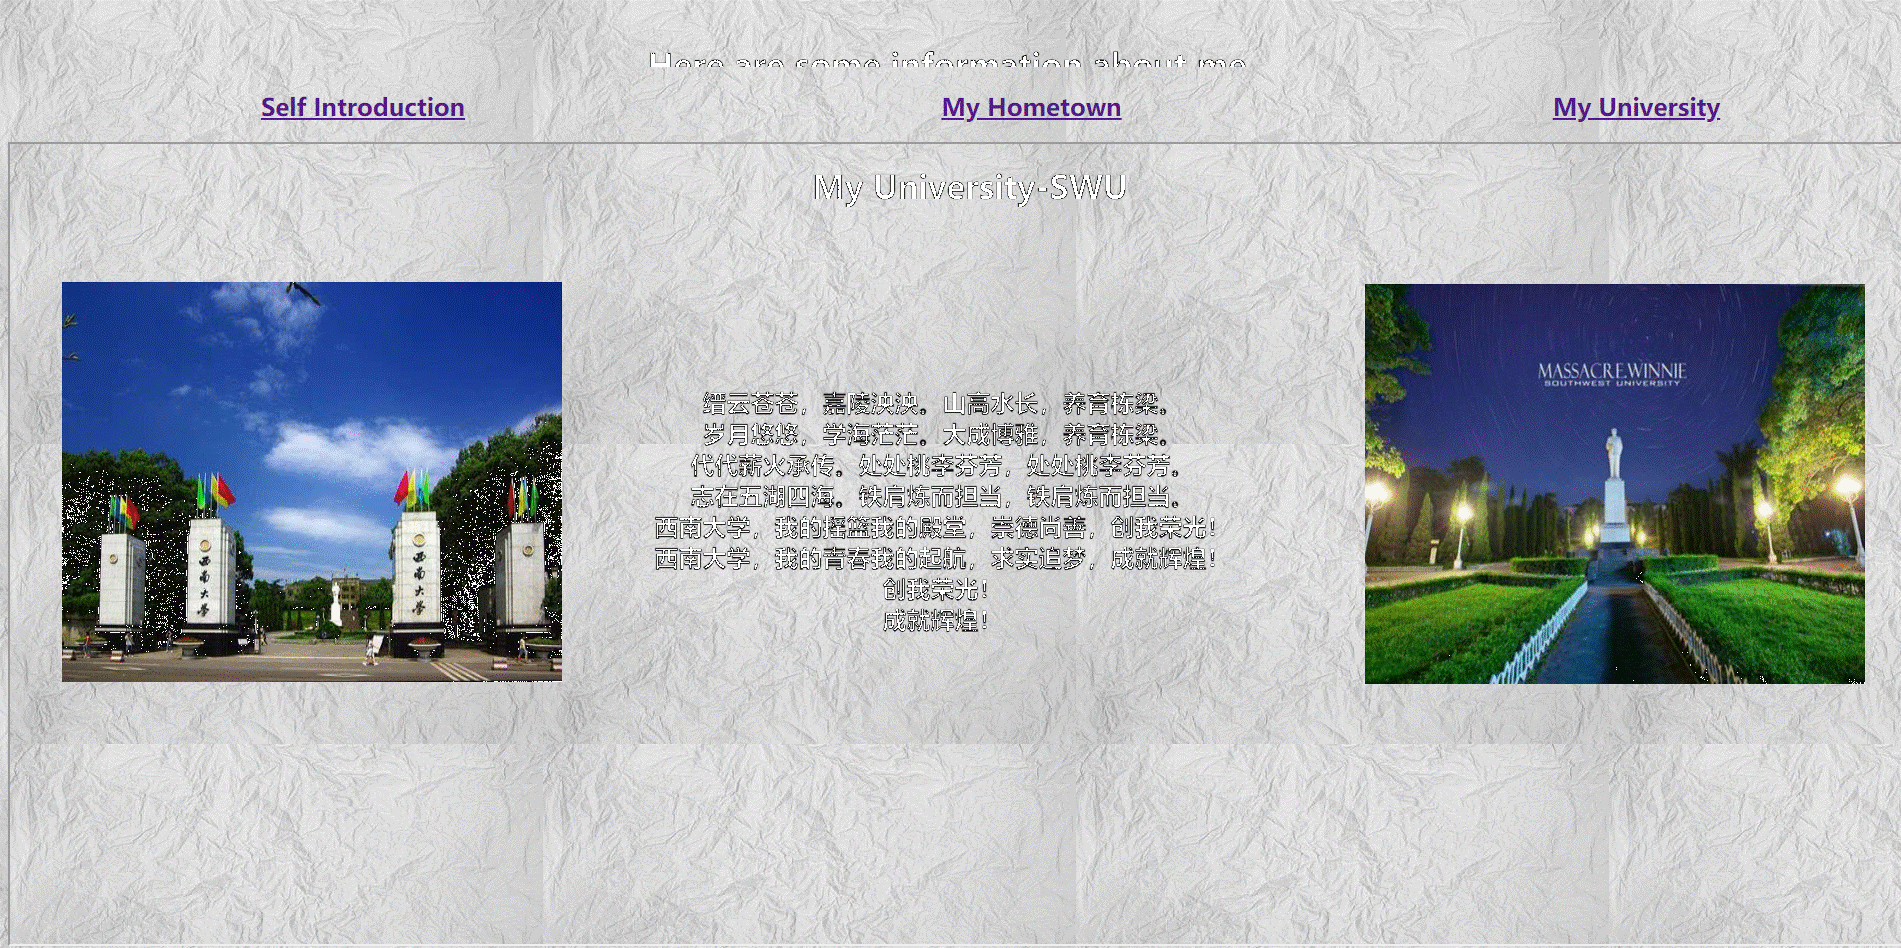 Here are some information about me
Self Introduction
My Hometown
My University
My University-SWU
西南大学
西南大学
MASSACRE.WINNIE
SOUTHWEST UNIVERSITY
缙云苍苍，嘉陵泱泱。山高水长，养育栋梁。
岁月悠悠，学海茫茫。大成博雅，养育栋梁。
代代薪火承传。处处桃李芬芳，处处桃李芬芳。
志在五湖四海。铁肩炼而担当，铁肩炼而担当。
西南大学，我的摇篮我的殿堂，崇德尚善，创我荣光！
西南大学，我的青春我的起航，求实追梦，成就辉煌！
创我荣光！
成就辉煌！